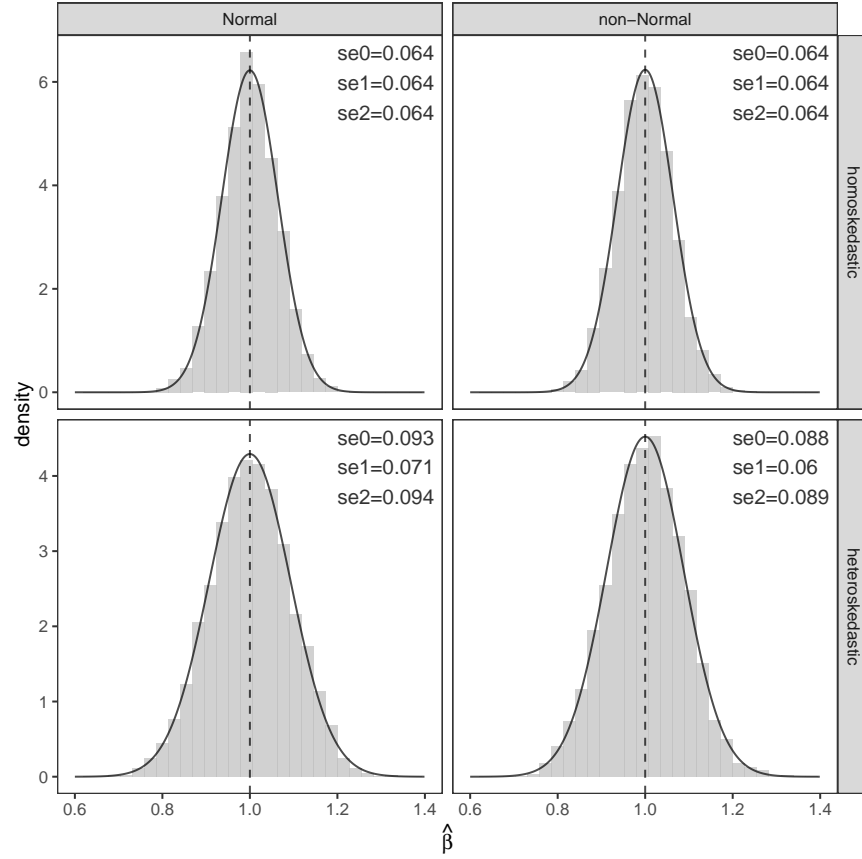 Normal
non−Normal
se0=0.064
se1=0.064
se2=0.064
se0=0.064
se1=0.064
se2=0.064
homoskedastic
6
4
2
0
density
se0=0.093
se1=0.071
se2=0.094
se0=0.088
se1=0.06
se2=0.089
heteroskedastic
4
3
2
1
0
0.6 0.8 1.0 1.2 1.4
0.6 0.8 1.0 1.2 1.4
β̂